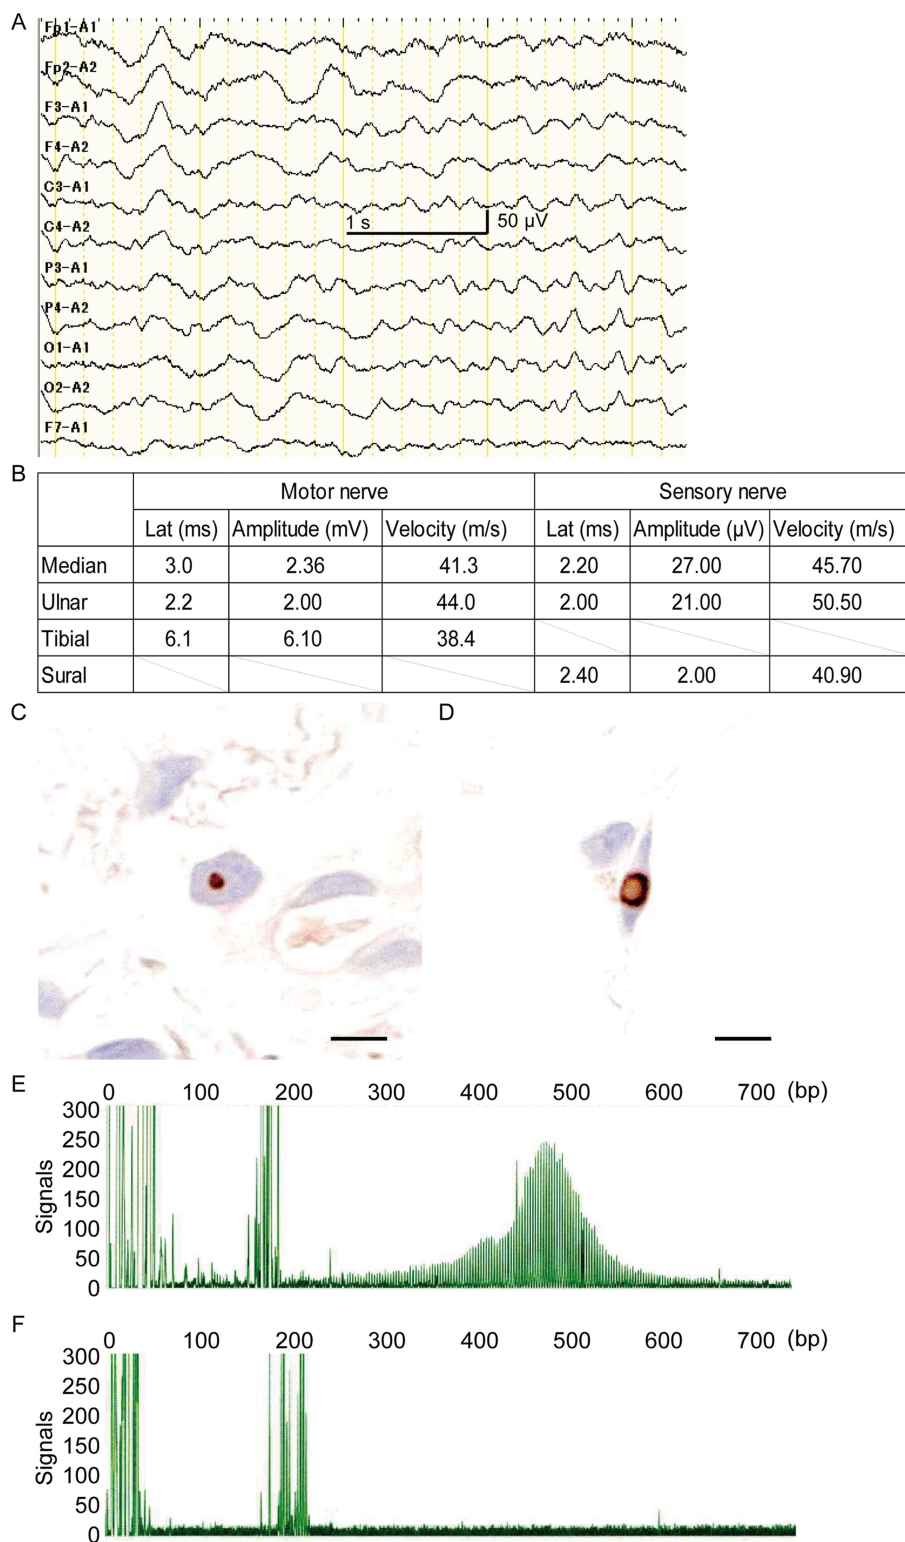 A
Fp1-A1
Fp2-A2
F3-A1
F4-A2
C3-A1
1 s 50 µV
C4-A2
P3-A1
P4-A2
O1-A1
O2-A2
F7-A1
B
Motor nerve Sensory nerve
Lat (ms) Amplitude (mV) Velocity (m/s) Lat (ms) Amplitude (µV) Velocity (m/s)
Median 3.0 2.36 41.3 2.20 27.00 45.70
Ulnar 2.2 2.00 44.0 2.00 21.00 50.50
Tibial 6.1 6.10 38.4
Sural 2.40 2.00 40.90
C D
E
0 100 200 300 400 500 600 700 (bp)
300
250
200
150
100
50
0
Signals
F
0 100 200 300 400 500 600 700 (bp)
300
250
200
150
100
50
0
Signals